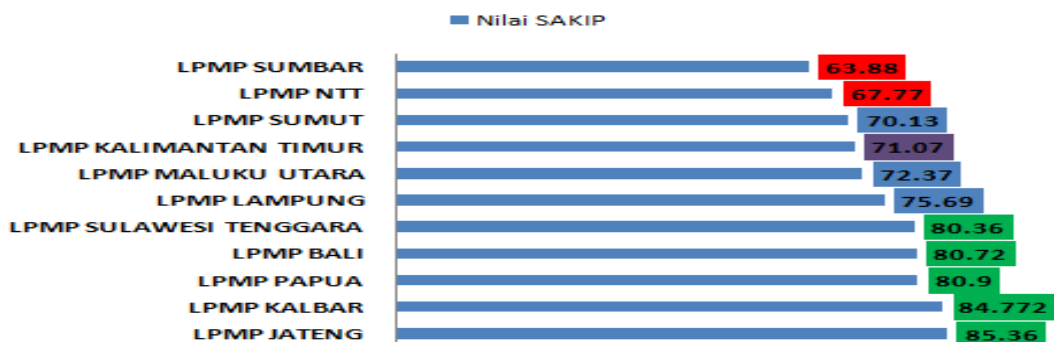 Nilai SAKIP
LPMP SUMBAR 63.88
LPMP NTT 67.77
LPMP SUMUT 70.13
LPMP KALIMANTAN TIMUR 71.07
LPMP MALUKU UTARA 72.37
LPMP LAMPUNG 75.69
LPMP SULAWESI TENGGARA 80.36
LPMP BALI 80.72
LPMP PAPUA 80.9
LPMP KALBAR 84.772
LPMP JATENG 85.36